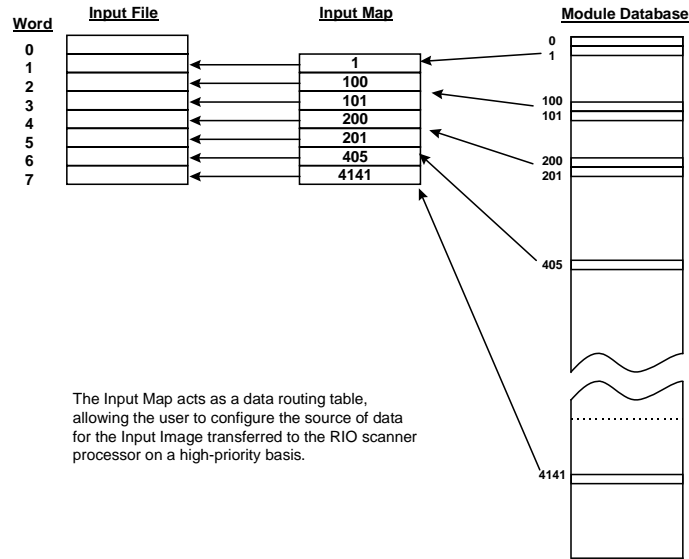 Word
Input File
Input Map
Module Database
0
1
2
3
4
5
6
7
1
100
101
200
201
405
4141
0
1
100
101
200
201
405
4141
The Input Map acts as a data routing table,
allowing the user to configure the source of data
for the Input Image transferred to the RIO scanner
processor on a high-priority basis.